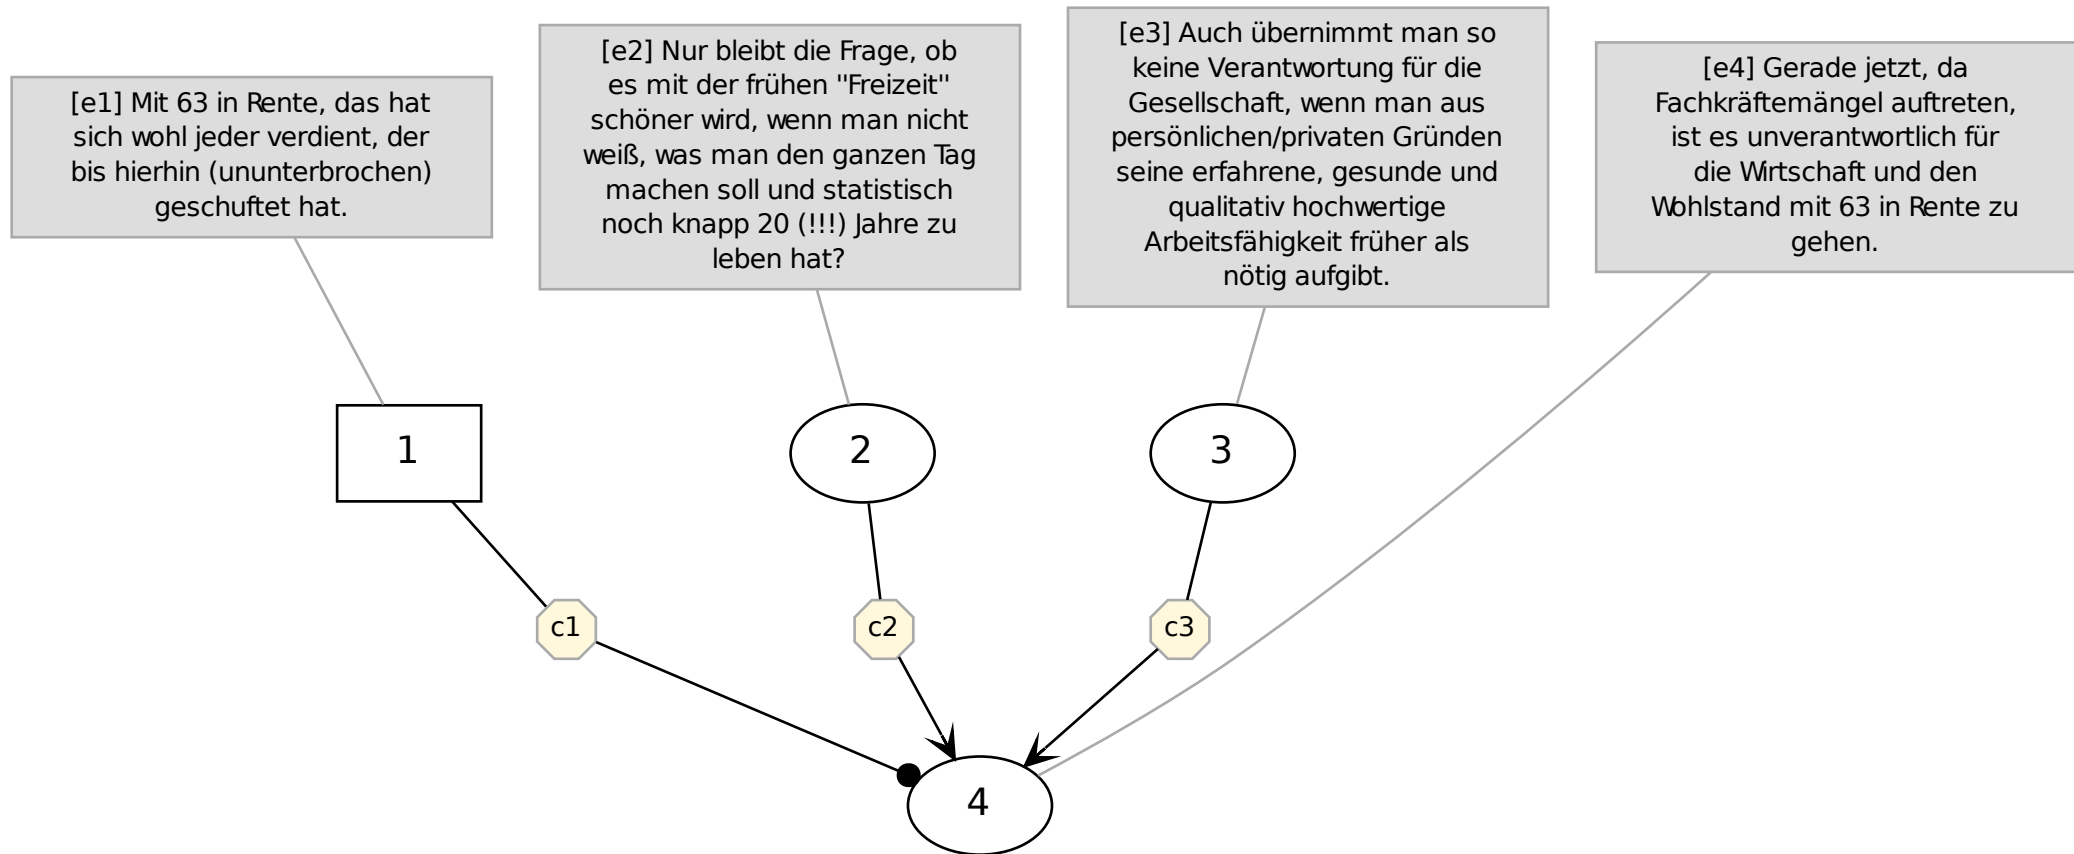 [e1] Mit 63 in Rente, das hat
sich wohl jeder verdient, der
bis hierhin (ununterbrochen)
geschuftet hat.
[e2] Nur bleibt die Frage, ob
es mit der frühen "Freizeit"
schöner wird, wenn man nicht
weiß, was man den ganzen Tag
machen soll und statistisch
noch knapp 20 (!!!) Jahre zu
leben hat?
[e3] Auch übernimmt man so
keine Verantwortung für die
Gesellschaft, wenn man aus
persönlichen/privaten Gründen
seine erfahrene, gesunde und
qualitativ hochwertige
Arbeitsfähigkeit früher als
nötig aufgibt.
[e4] Gerade jetzt, da
Fachkräftemängel auftreten,
ist es unverantwortlich für
die Wirtschaft und den
Wohlstand mit 63 in Rente zu
gehen.
1
2
3
c1
c2
c3
4